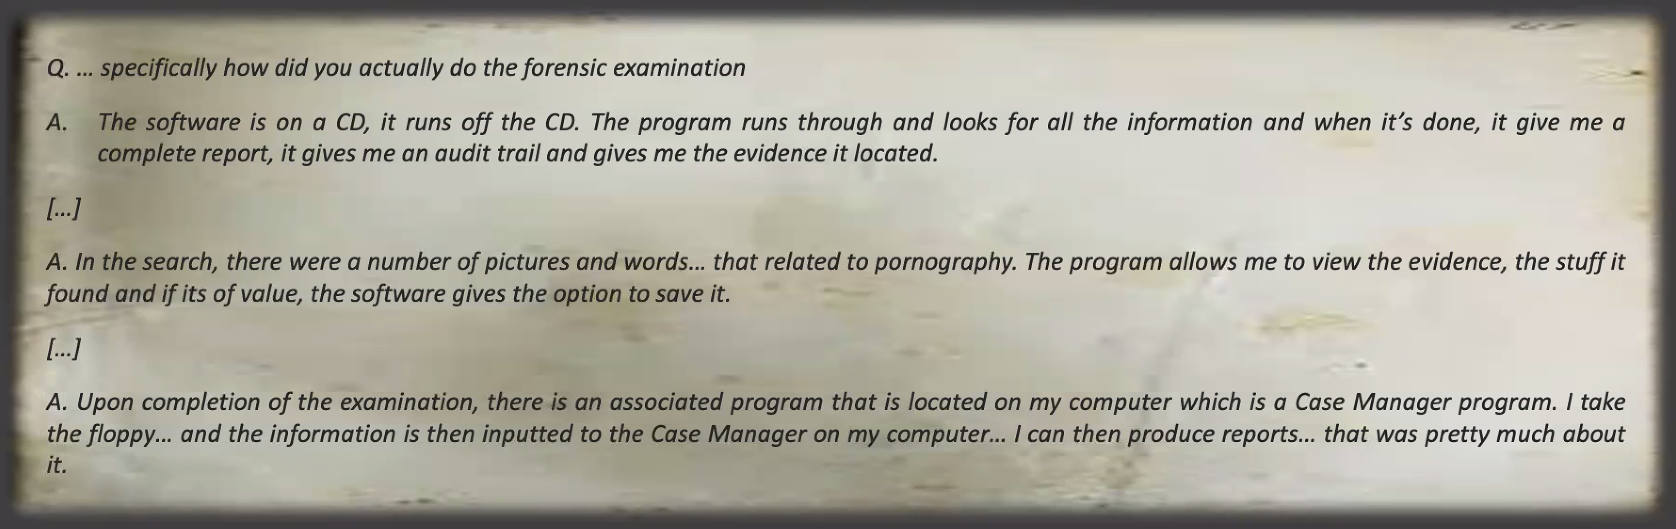 Q. … specifically how did you actually do the forensic examination
A. The software is on a CD, it runs off the CD. The program runs through and looks for all the information and when it’s done, it give me a
complete report, it gives me an audit trail and gives me the evidence it located.
[…]
A. In the search, there were a number of pictures and words… that related to pornography. The program allows me to view the evidence, the stuff it
found and if its of value, the software gives the option to save it.
[…]
A. Upon completion of the examination, there is an associated program that is located on my computer which is a Case Manager program. I take
the floppy… and the information is then inputted to the Case Manager on my computer… I can then produce reports… that was pretty much about
it.